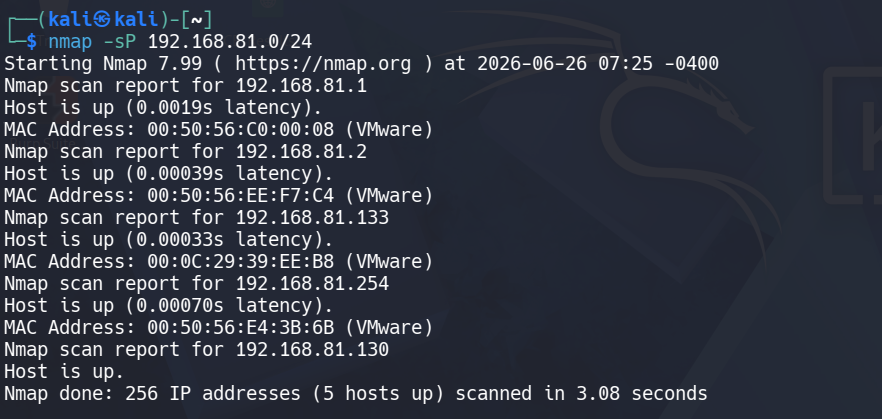 ┌──(kali㉿kali)-[~]
└─$ nmap -sP 192.168.81.0/24
Starting Nmap 7.99 ( https://nmap.org ) at 2026-06-26 07:25 -0400
Nmap scan report for 192.168.81.1
Host is up (0.0019s latency).
MAC Address: 00:50:56:C0:00:08 (VMware)
Nmap scan report for 192.168.81.2
Host is up (0.00039s latency).
MAC Address: 00:50:56:EE:F7:C4 (VMware)
Nmap scan report for 192.168.81.133
Host is up (0.00033s latency).
MAC Address: 00:0C:29:39:EE:B8 (VMware)
Nmap scan report for 192.168.81.254
Host is up (0.00070s latency).
MAC Address: 00:50:56:E4:3B:6B (VMware)
Nmap scan report for 192.168.81.130
Host is up.
Nmap done: 256 IP addresses (5 hosts up) scanned in 3.08 seconds